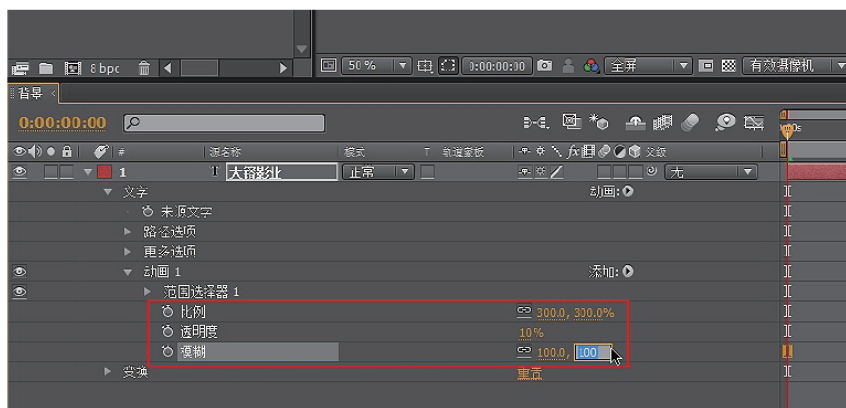 8 bpc
50 %
0:00:00:00
全屏
有效摄像机
背景
0:00:00:00
0s
# 源名称 模式 T 轨道蒙板 父级
1 T 正常 无
文字 动画:
来源文字
路径选项
更多选项
动画 1 添加:
范围选择器 1
比例 300.0, 300.0%
透明度 10%
模糊 100.0, 100
变换 重置